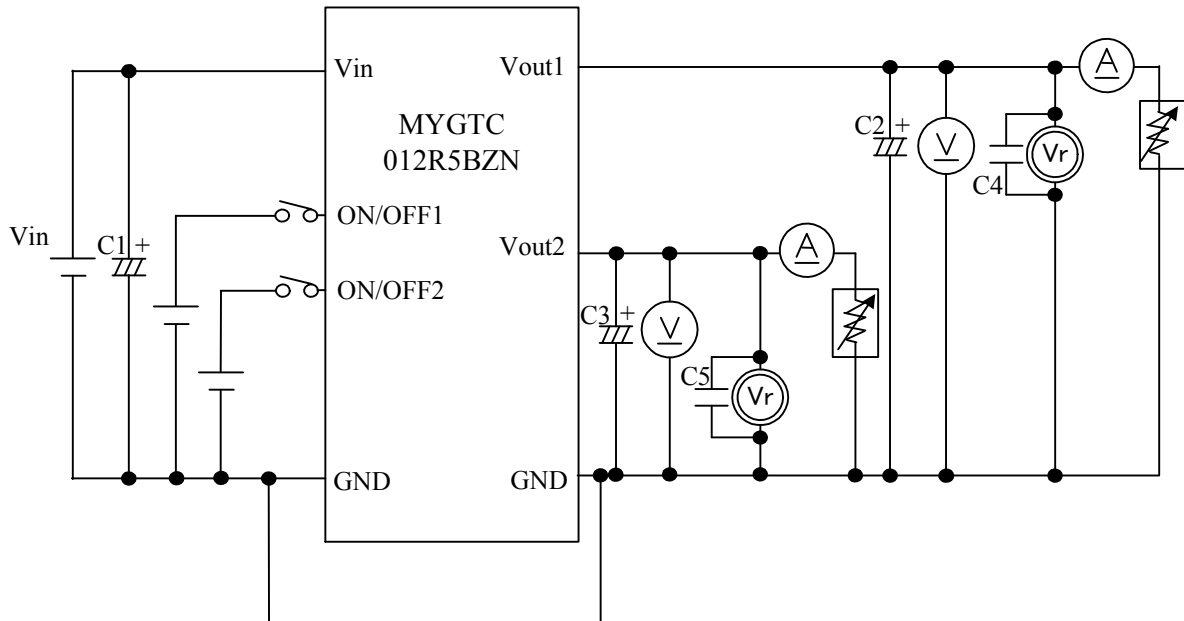 Vin
Vout1
A
MYGTC
012R5BZN
C2 +
V
Vr
C4
ON/OFF1
Vin
C1 +
Vout2
A
ON/OFF2
C3 +
V
C5
Vr
GND
GND